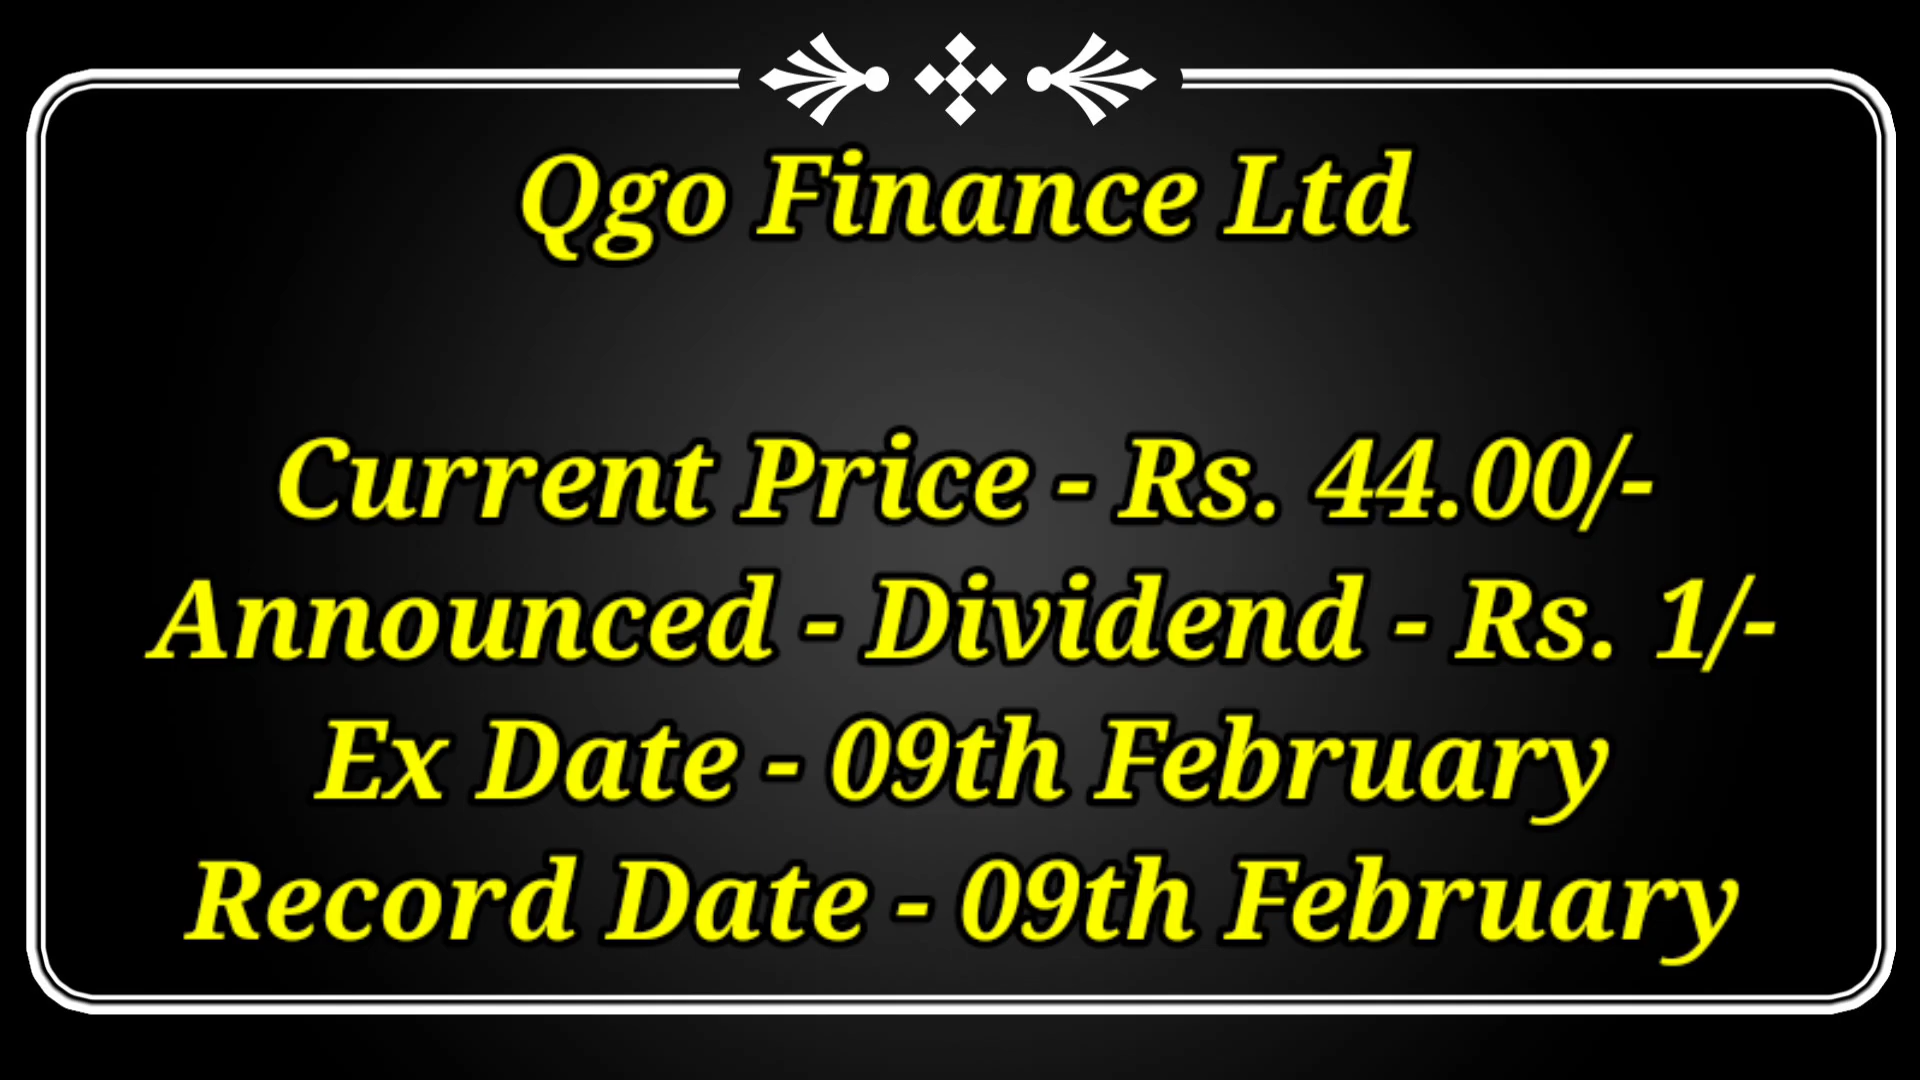 Qgo Finance Ltd
Current Price - Rs. 44.00/-
Announced - Dividend - Rs. 1/-
Ex Date - 09th February
Record Date - 09th February